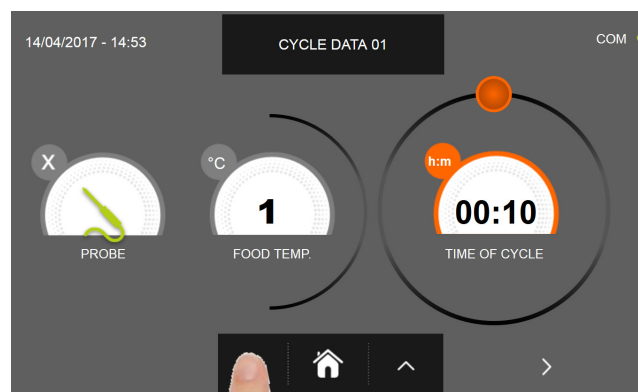 14/04/2017 - 14:53
CYCLE DATA 01
COM
X
°C
h:m
1
00:10
PROBE
FOOD TEMP.
TIME OF CYCLE